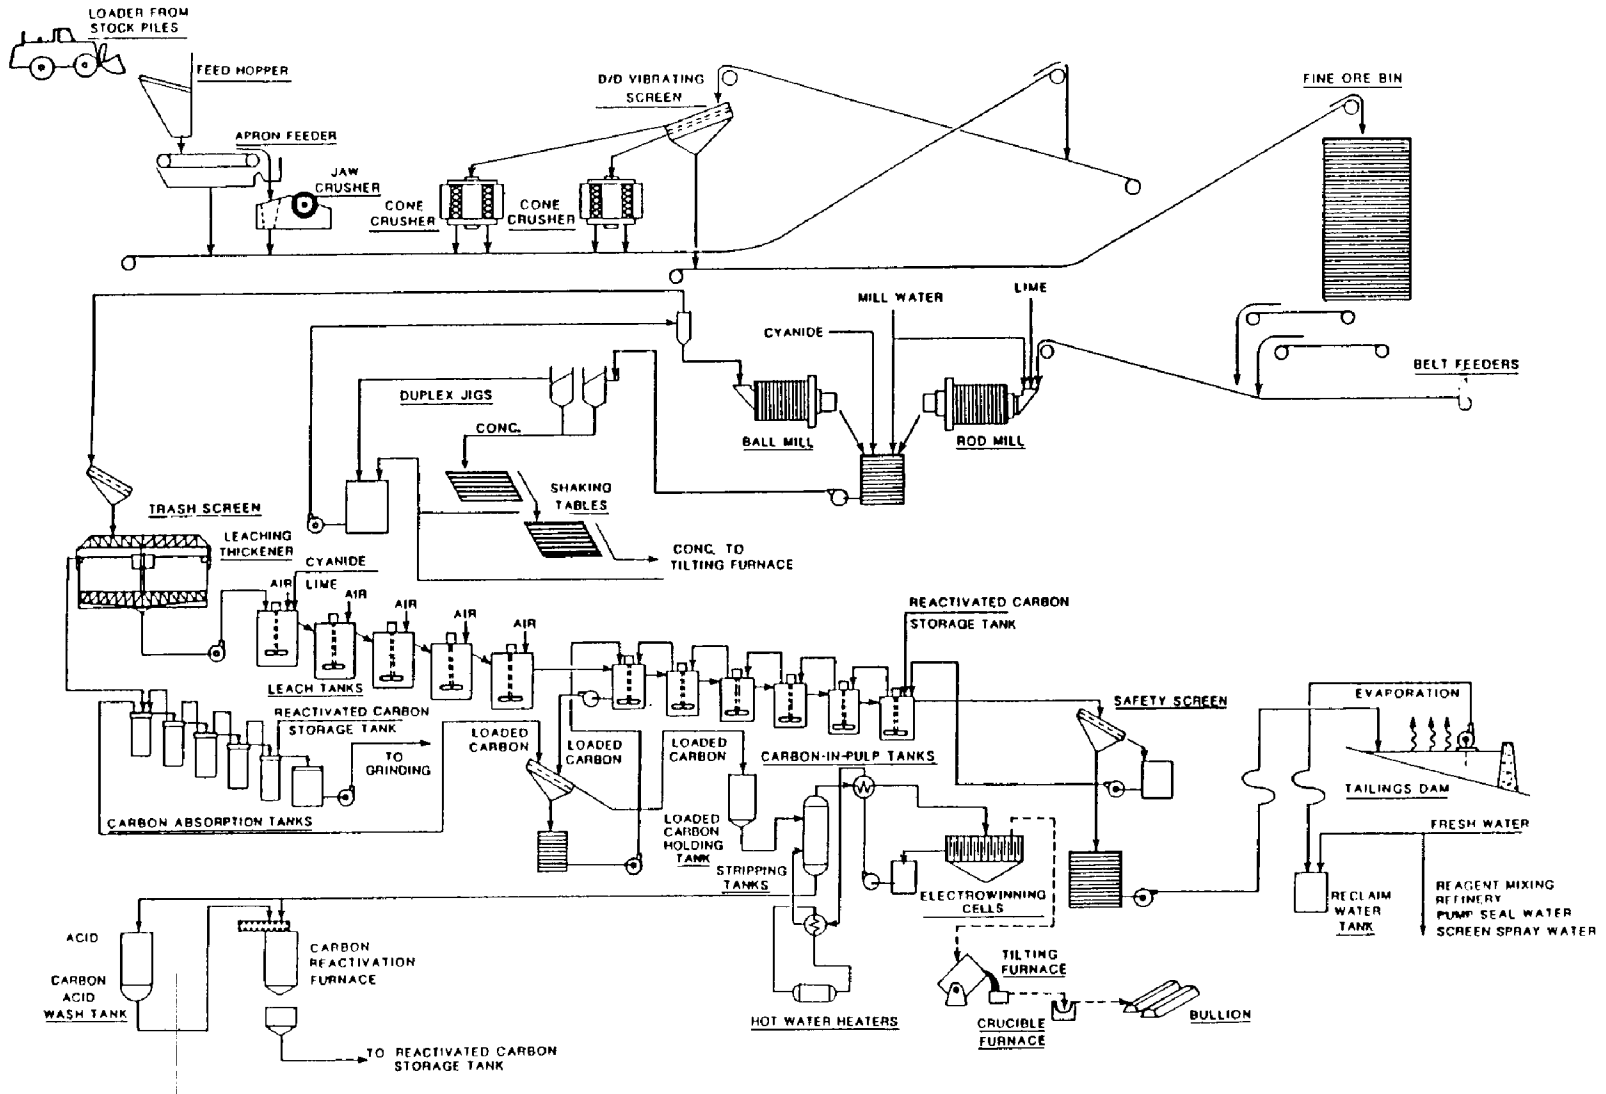 LOADER FROM
STOCK PILES
FEED HOPPER
APRON FEEDER
JAW
CRUSHER
CONE
CRUSHER
CONE
CRUSHER
D/D VIBRATING
SCREEN
FINE ORE BIN
MILL WATER
LIME
CYANIDE
BELT FEEDERS
DUPLEX JIGS
CONC.
BALL MILL
ROD MILL
SHAKING
TABLES
TRASH SCREEN
LEACHING
THICKENER
CONC. TO
TILTING FURNACE
CYANIDE
AIR
LIME
AIR
AIR
AIR
AIR
LEACH TANKS
REACTIVATED CARBON
STORAGE TANK
REACTIVATED CARBON
STORAGE TANK
TO
GRINDING
CARBON ABSORPTION TANKS
LOADED
CARBON
LOADED
CARBON
LOADED
CARBON
CARBON-IN-PULP TANKS
SAFETY SCREEN
EVAPORATION
TAILINGS DAM
FRESH WATER
LOADED
CARBON
HOLDING
TANK
STRIPPING
TANKS
ELECTROWINNING
CELLS
RECLAIM
WATER
TANK
REAGENT MIXING
REFINERY
PUMP SEAL WATER
SCREEN SPRAY WATER
ACID
CARBON
ACID
WASH TANK
CARBON
REACTIVATION
FURNACE
TO REACTIVATED CARBON
STORAGE TANK
HOT WATER HEATERS
TILTING
FURNACE
CRUCIBLE
FURNACE
BULLION